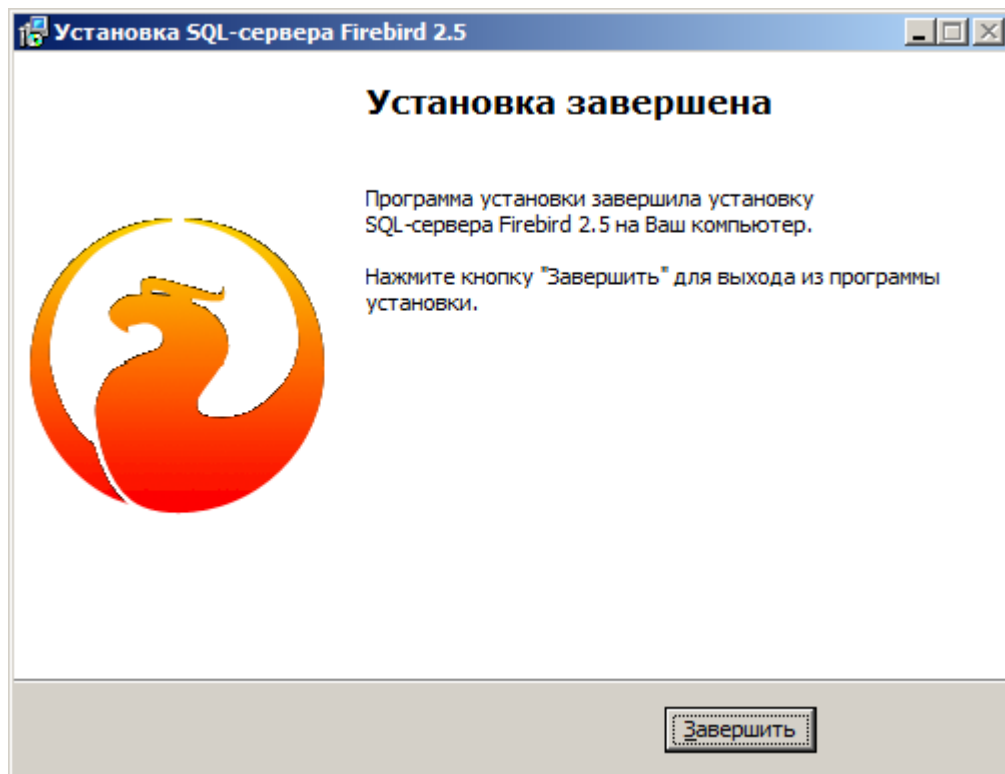 Установка SQL-сервера Firebird 2.5
Установка завершена
Программа установки завершила установку
SQL-сервера Firebird 2.5 на Ваш компьютер.
Нажмите кнопку "Завершить" для выхода из программы
установки.
Завершить